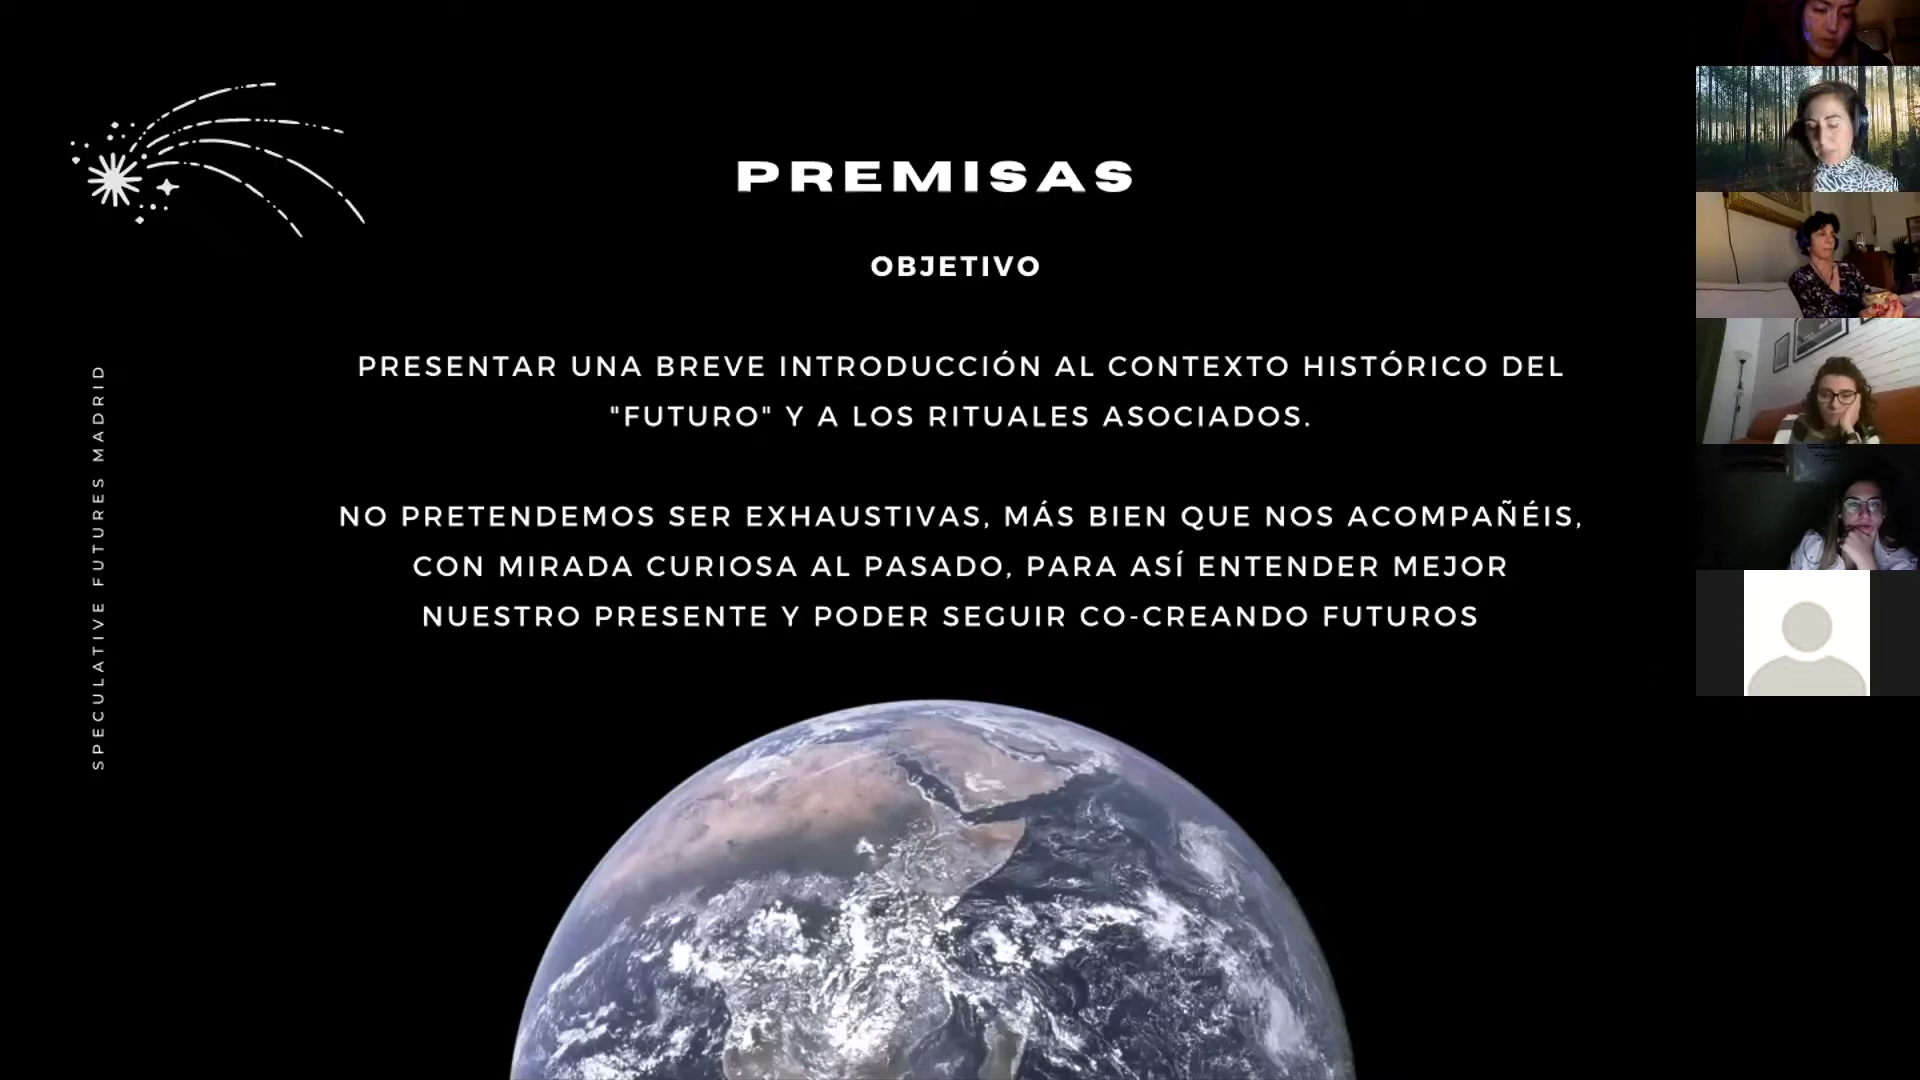 PREMISAS
OBJETIVO
PRESENTAR UNA BREVE INTRODUCCIÓN AL CONTEXTO HISTÓRICO DEL
"FUTURO" Y A LOS RITUALES ASOCIADOS.
NO PRETENDEMOS SER EXHAUSTIVAS, MÁS BIEN QUE NOS ACOMPAÑÉIS,
CON MIRADA CURIOSA AL PASADO, PARA ASÍ ENTENDER MEJOR
NUESTRO PRESENTE Y PODER SEGUIR CO-CREANDO FUTUROS
SPECULATIVE FUTURES MADRID